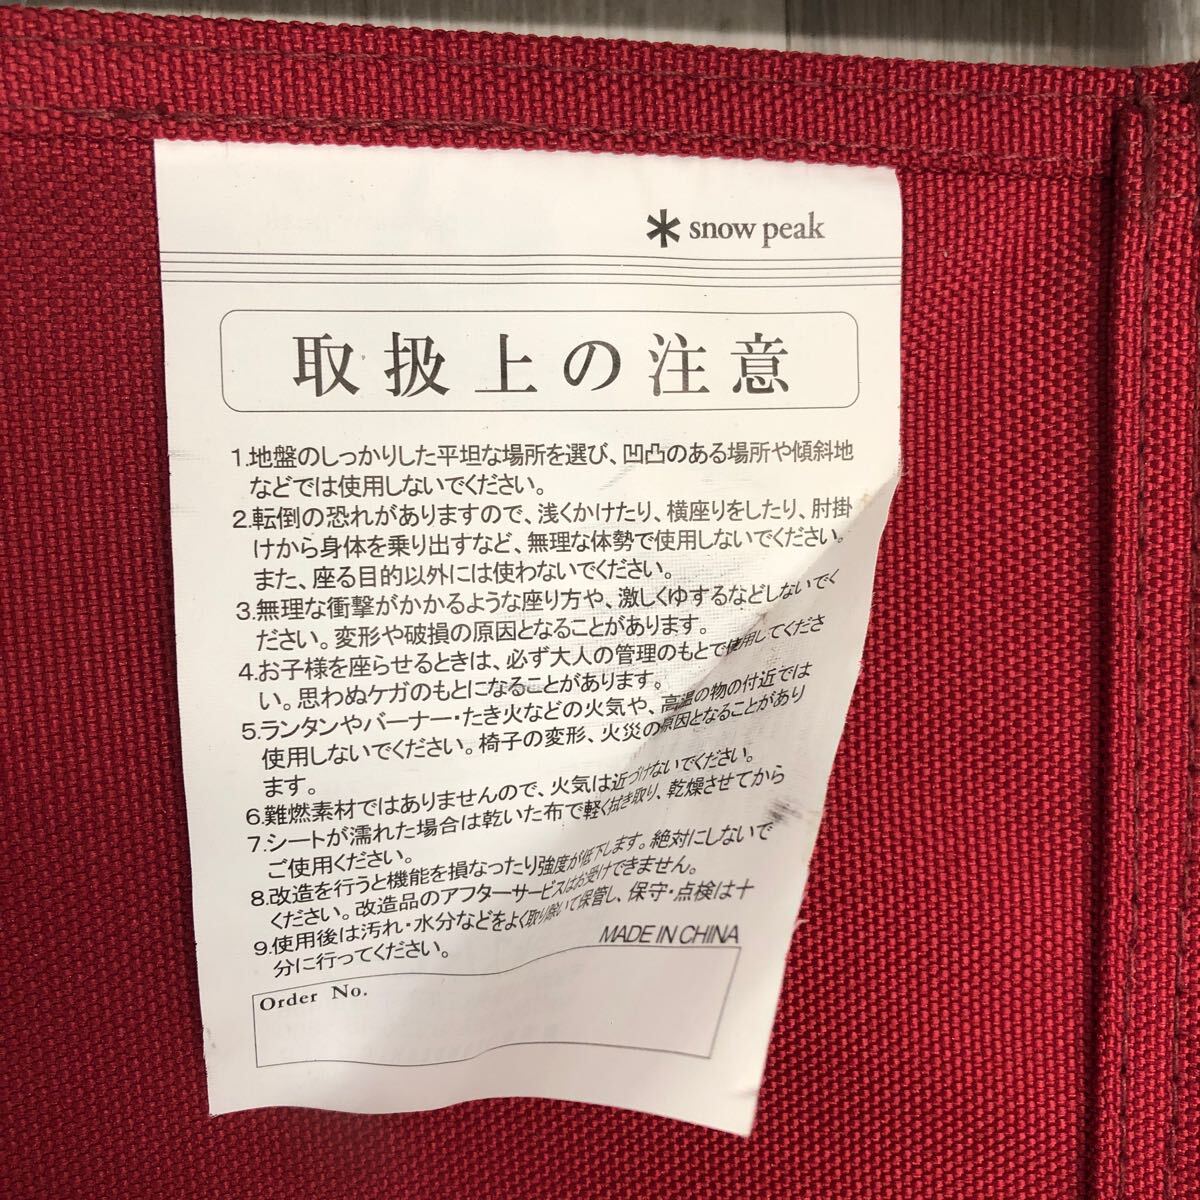 snow peak
取扱上の注意
1.地盤のしっかりした平坦な場所を選び、凹凸のある場所や傾斜地
などでは使用しないでください。
2.転倒の恐れがありますので、浅くかけたり、横座りをしたり、肘掛
けから身体を乗り出すなど、無理な体勢で使用しないでください。
また、座る目的以外には使わないでください。
3.無理な衝撃がかかるような座り方や、激しくゆするなどしないでく
ださい。変形や破損の原因となることがあります。
4.お子様を座らせるときは、必ず大人の管理のもとで使用してくださ
い。思わぬケガのもとになることがあります。
5.ランタンやバーナー・たき火などの火気や、高温の物の付近では
使用しないでください。椅子の変形、火災の原因となることがあり
ます。
6.難燃素材ではありませんので、火気は近づけないでください。
7.シートが濡れた場合は乾いた布で軽く拭き取り、乾燥させてから
ご使用ください。
8.改造を行うと機能を損なったり強度が低下します。絶対にしないで
ください。改造品のアフターサービスはお受けできません。
9.使用後は汚れ・水分などをよく取り除いて保管し、保守・点検は十
分に行ってください。
MADE IN CHINA
Order No.